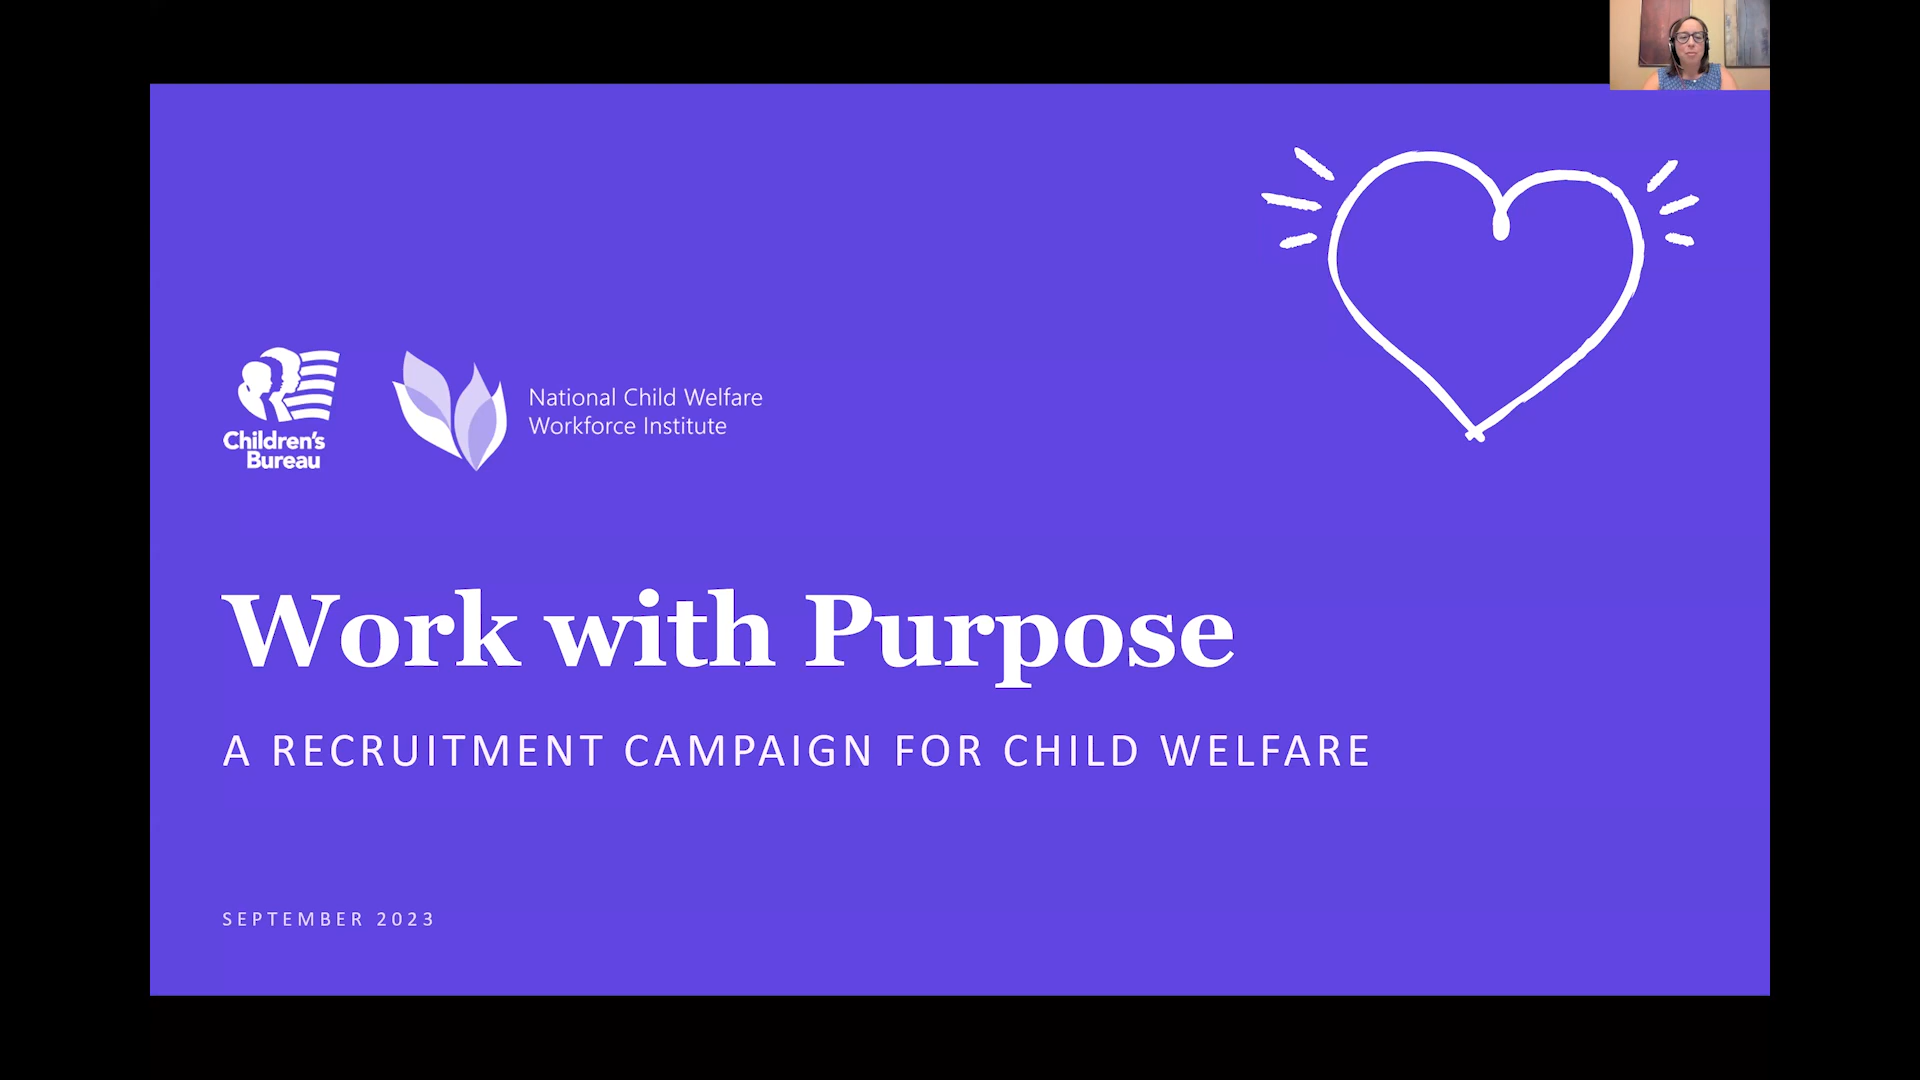 Children's
Bureau
National Child Welfare
Workforce Institute
Work with Purpose
A RECRUITMENT CAMPAIGN FOR CHILD WELFARE
SEPTEMBER 2023